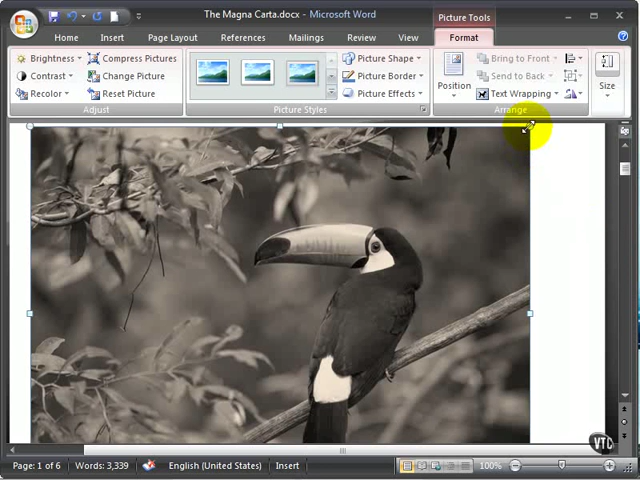 The Magna Carta.docx - Microsoft Word
Picture Tools
Home Insert Page Layout References Mailings Review View Format
Brightness Compress Pictures Picture Shape Bring to Front
Contrast Change Picture Picture Border Send to Back
Recolor Reset Picture Picture Effects Position Text Wrapping Size
Adjust Picture Styles Arrange
VTC
Page: 1 of 6 Words: 3,339 English (United States) Insert 100%